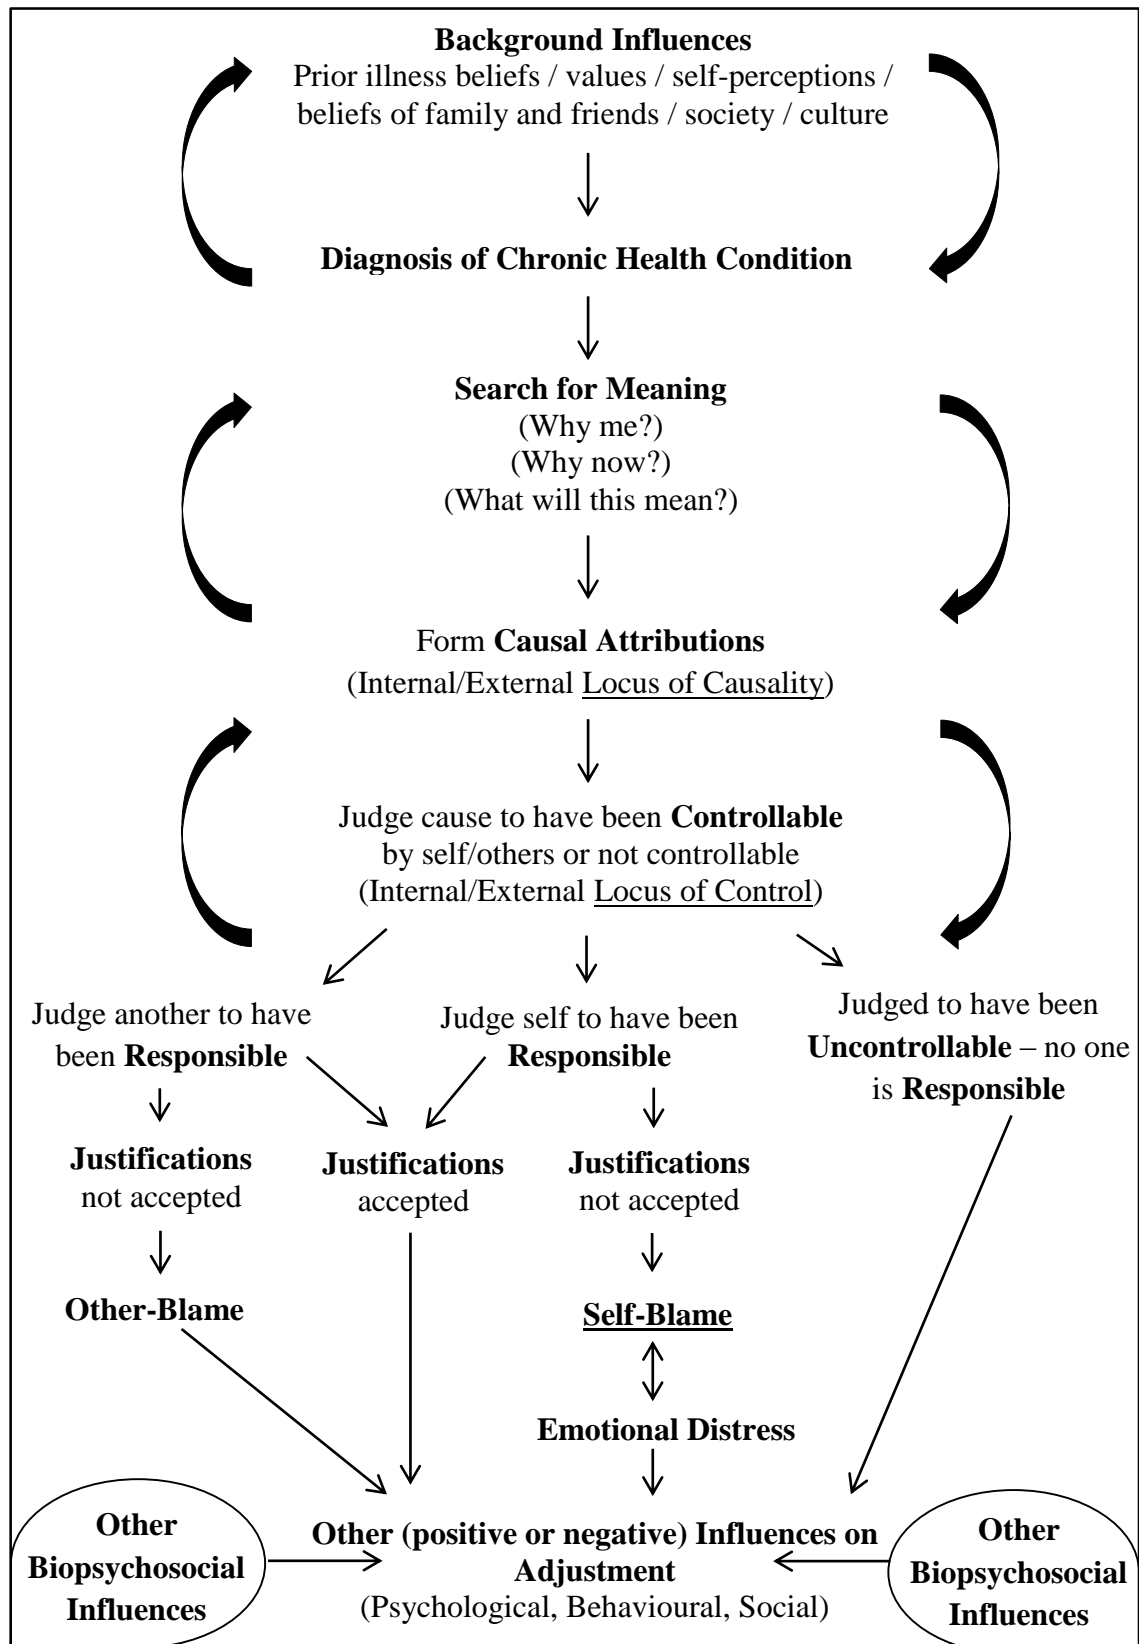 Background Influences
Prior illness beliefs / values / self-perceptions /
beliefs of family and friends / society / culture
Diagnosis of Chronic Health Condition
Search for Meaning
(Why me?)
(Why now?)
(What will this mean?)
Form Causal Attributions
(Internal/External Locus of Causality)
Judge cause to have been Controllable
by self/others or not controllable
(Internal/External Locus of Control)
Judge another to have
been Responsible
Judge self to have been
Responsible
Judged to have been
Uncontrollable – no one
is Responsible
Justifications
not accepted
Justifications
accepted
Justifications
not accepted
Other-Blame
Self-Blame
Emotional Distress
Other
Biopsychosocial
Influences
Other (positive or negative) Influences on
Adjustment
(Psychological, Behavioural, Social)
Other
Biopsychosocial
Influences